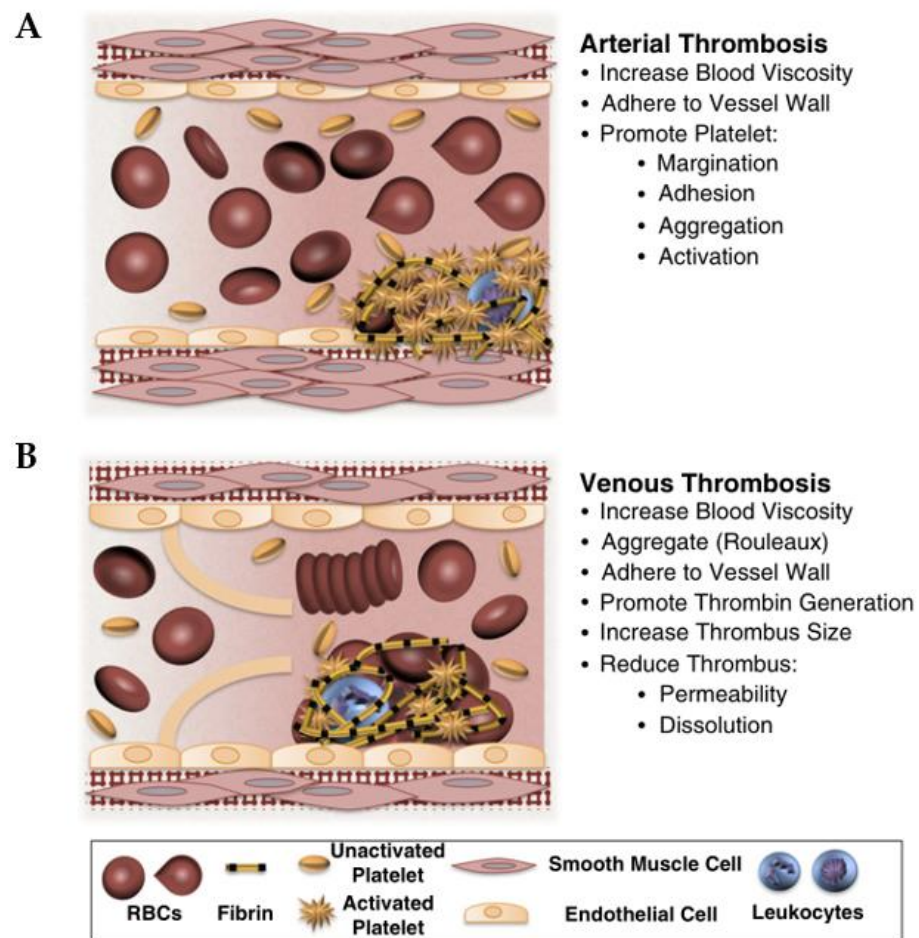 A
Arterial Thrombosis
• Increase Blood Viscosity
• Adhere to Vessel Wall
• Promote Platelet:
• Margination
• Adhesion
• Aggregation
• Activation
B
Venous Thrombosis
• Increase Blood Viscosity
• Aggregate (Rouleaux)
• Adhere to Vessel Wall
• Promote Thrombin Generation
• Increase Thrombus Size
• Reduce Thrombus:
• Permeability
• Dissolution
RBCs
Fibrin
Unactivated
Platelet
Activated
Platelet
Smooth Muscle Cell
Endothelial Cell
Leukocytes